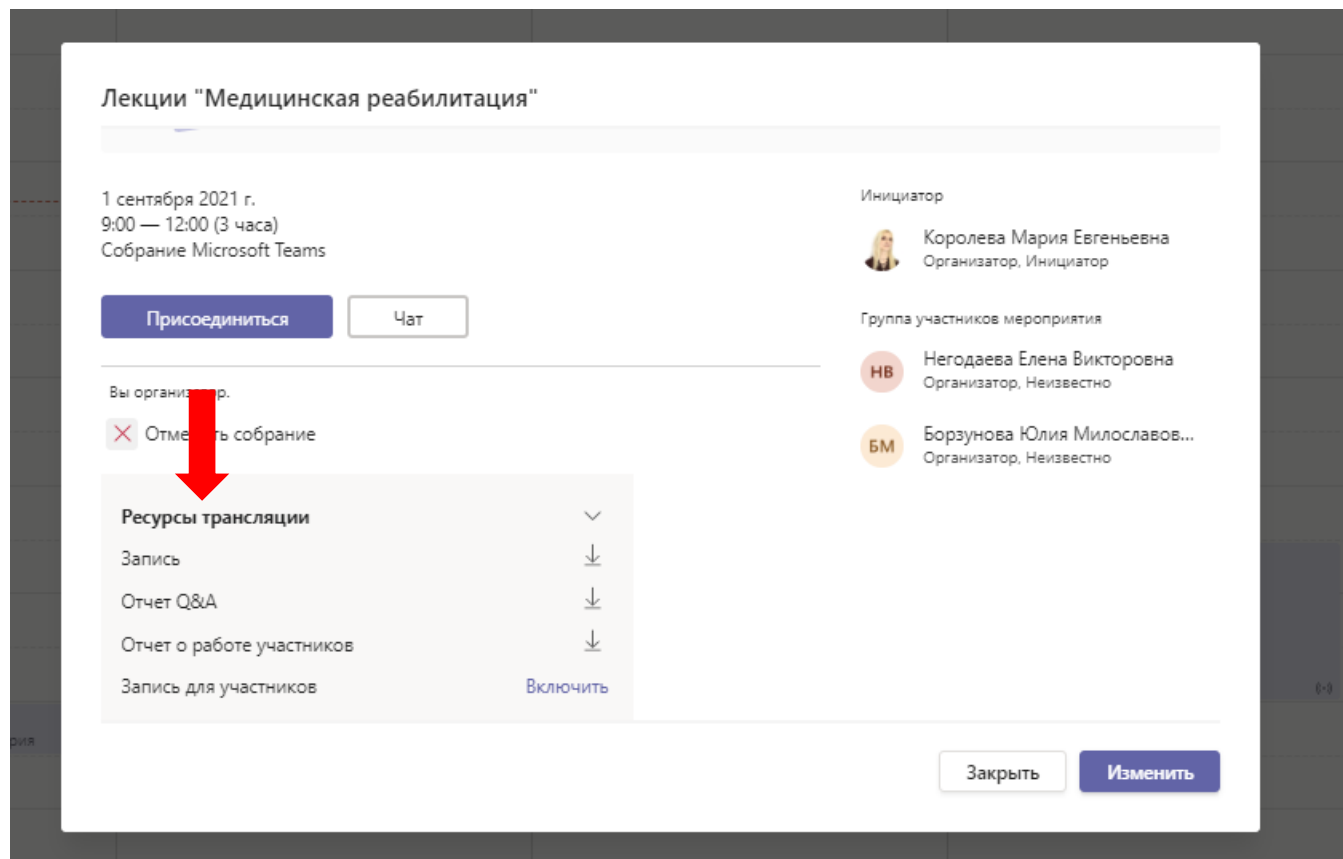 Лекции "Медицинская реабилитация"
1 сентября 2021 г.
9:00 — 12:00 (3 часа)
Собрание Microsoft Teams
Присоединиться
Чат
Вы организ р.
Отме ь собрание
Ресурсы трансляции
Запись
Отчет Q&A
Отчет о работе участников
Запись для участников Включить
Инициатор
Королева Мария Евгеньевна
Организатор, Инициатор
Группа участников мероприятия
НВ
Негодаева Елена Викторовна
Организатор, Неизвестно
БМ
Борзунова Юлия Милославов...
Организатор, Неизвестно
Закрыть
Изменить